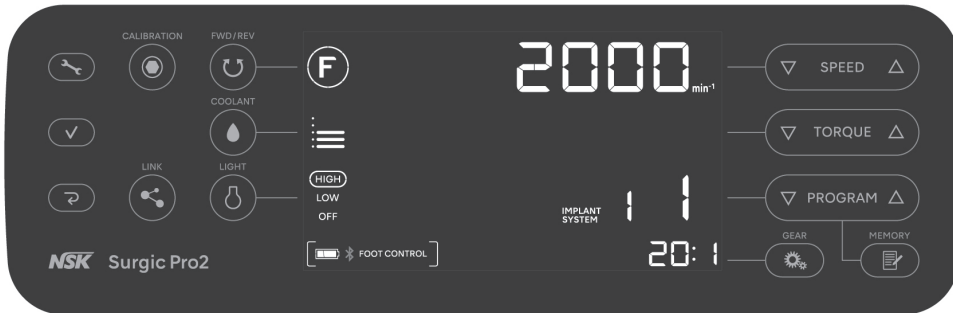 CALIBRATION
FWD/REV
F
2000 min-1
SPEED
COOLANT
TORQUE
LINK
LIGHT
HIGH
LOW
OFF
IMPLANT
SYSTEM
1
1
PROGRAM
GEAR
MEMORY
NSK Surgic Pro2
FOOT CONTROL
20:1